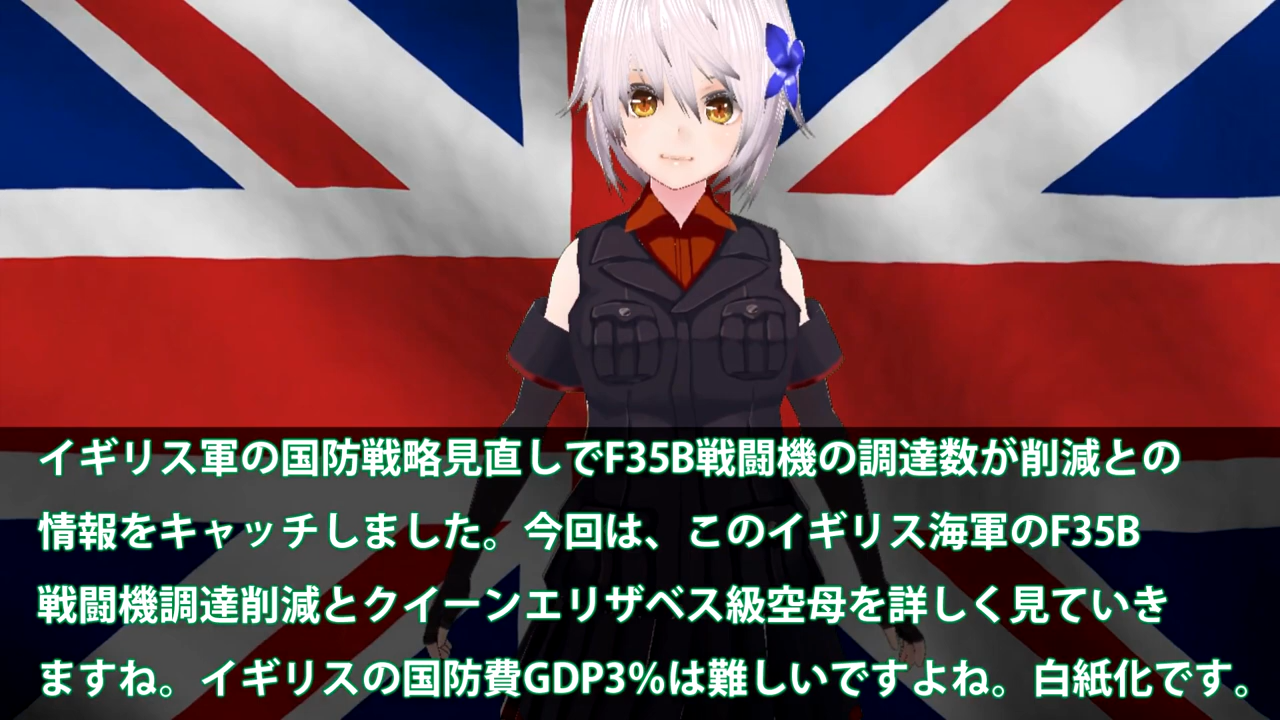 イギリス軍の国防戦略見直しでF35B戦闘機の調達数が削減との
情報をキャッチしました。今回は、このイギリス海軍のF35B
戦闘機調達削減とクイーンエリザベス級空母を詳しく見ていき
ますね。イギリスの国防費GDP3%は難しいですよね。白紙化です。